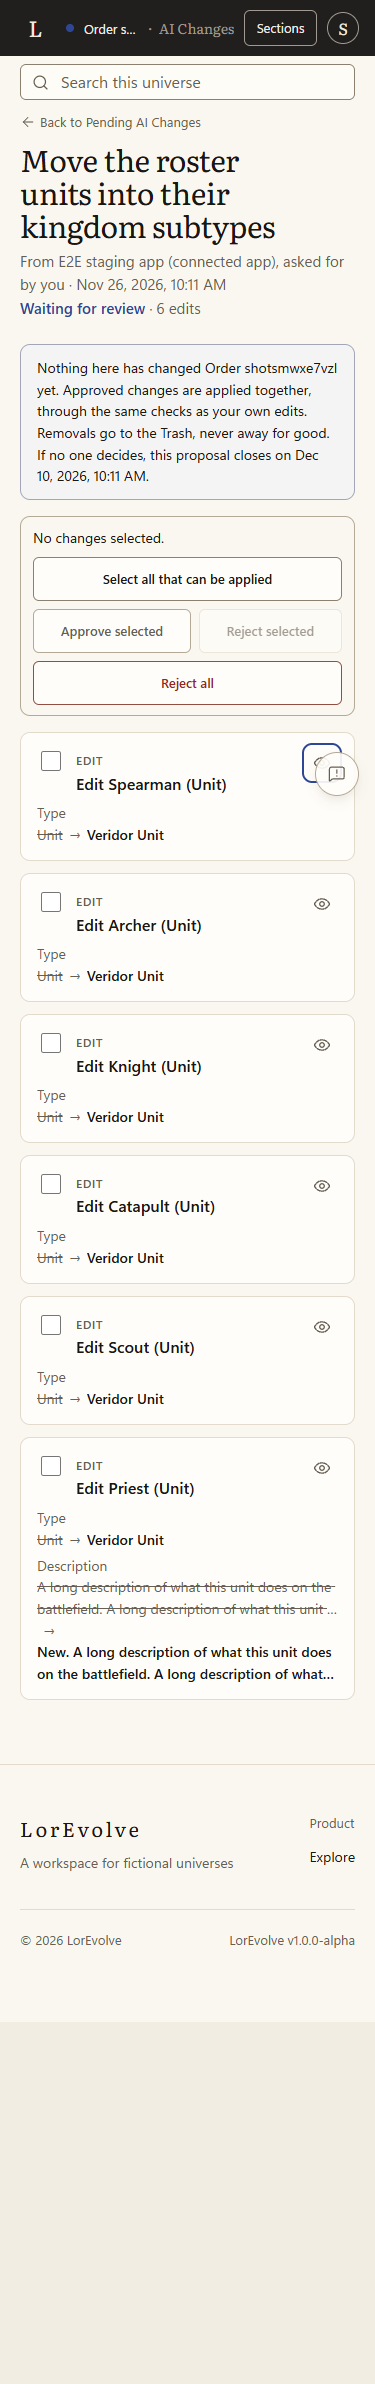 L
Order s...
· AI Changes
Sections
S
Search this universe
← Back to Pending AI Changes
Move the roster
units into their
kingdom subtypes
From E2E staging app (connected app), asked for
by you · Nov 26, 2026, 10:11 AM
Waiting for review · 6 edits
Nothing here has changed Order shotsmwxe7vzl
yet. Approved changes are applied together,
through the same checks as your own edits.
Removals go to the Trash, never away for good.
If no one decides, this proposal closes on Dec
10, 2026, 10:11 AM.
No changes selected.
Select all that can be applied
Approve selected
Reject selected
Reject all
EDIT
Edit Spearman (Unit)
Type
Unit → Veridor Unit
EDIT
Edit Archer (Unit)
Type
Unit → Veridor Unit
EDIT
Edit Knight (Unit)
Type
Unit → Veridor Unit
EDIT
Edit Catapult (Unit)
Type
Unit → Veridor Unit
EDIT
Edit Scout (Unit)
Type
Unit → Veridor Unit
EDIT
Edit Priest (Unit)
Type
Unit → Veridor Unit
Description
A long description of what this unit does on the
battlefield. A long description of what this unit ...
→
New. A long description of what this unit does
on the battlefield. A long description of what...
LorEvolve
Product
A workspace for fictional universes
Explore
© 2026 LorEvolve
LorEvolve v1.0.0-alpha